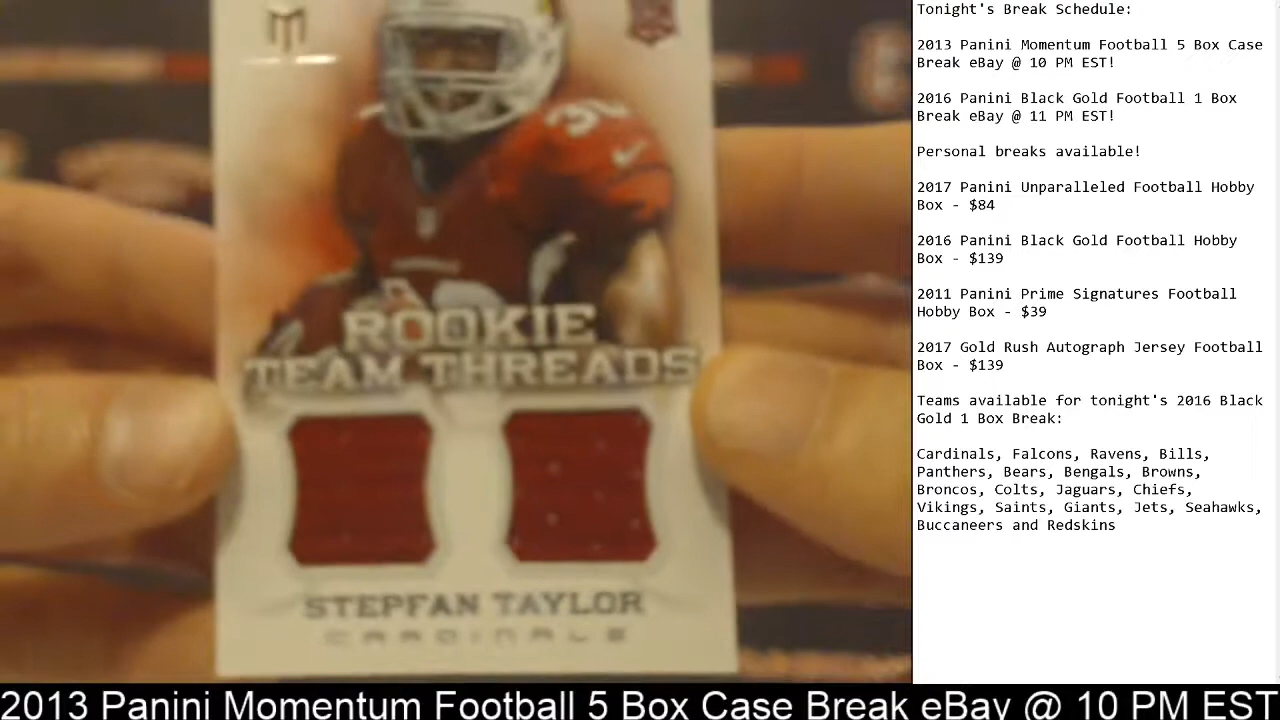 30
ROOKIE
TEAM THREADS
STEPFAN TAYLOR
CARDINALS
Tonight's Break Schedule:
2013 Panini Momentum Football 5 Box Case
Break eBay @ 10 PM EST!
2016 Panini Black Gold Football 1 Box
Break eBay @ 11 PM EST!
Personal breaks available!
2017 Panini Unparalleled Football Hobby
Box - $84
2016 Panini Black Gold Football Hobby
Box - $139
2011 Panini Prime Signatures Football
Hobby Box - $39
2017 Gold Rush Autograph Jersey Football
Box - $139
Teams available for tonight's 2016 Black
Gold 1 Box Break:
Cardinals, Falcons, Ravens, Bills,
Panthers, Bears, Bengals, Browns,
Broncos, Colts, Jaguars, Chiefs,
Vikings, Saints, Giants, Jets, Seahawks,
Buccaneers and Redskins
2013 Panini Momentum Football 5 Box Case Break eBay @ 10 PM EST